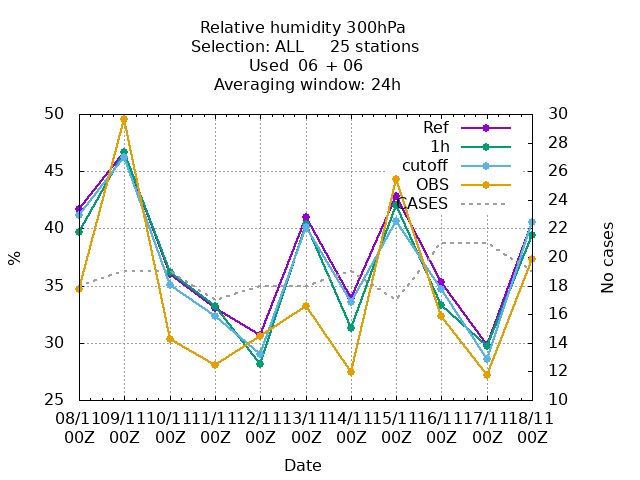 Relative humidity 300hPa
Selection: ALL 25 stations
Used 06 + 06
Averaging window: 24h
50
45
40
35
30
25
%
30
28
26
24
22
20
18
16
14
12
10
No cases
Ref
1h
cutoff
OBS
CASES
08/11 09/11 10/11 11/11 12/11 13/11 14/11 15/11 16/11 17/11 18/11
00Z 00Z 00Z 00Z 00Z 00Z 00Z 00Z 00Z 00Z 00Z
Date